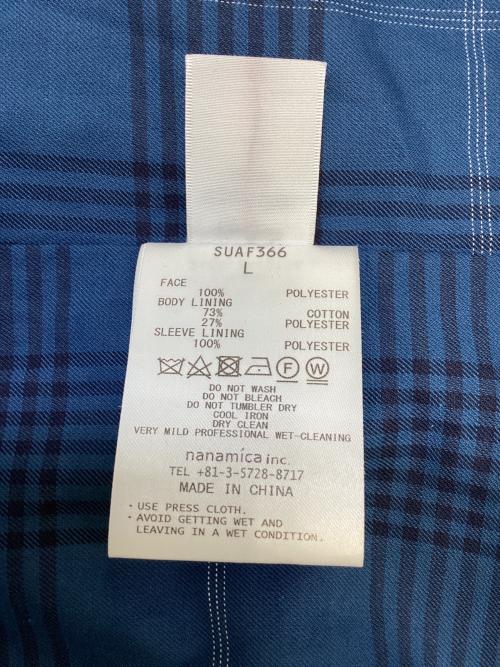 SUAF366
L
FACE
100% POLYESTER
BODY LINING
73% COTTON
27% POLYESTER
SLEEVE LINING
100% POLYESTER
F W
DO NOT WASH
DO NOT BLEACH
DO NOT TUMBLER DRY
COOL IRON
DRY CLEAN
VERY MILD PROFESSIONAL WET-CLEANING
nanamica inc.
TEL +81-3-5728-8717
MADE IN CHINA
· USE PRESS CLOTH.
· AVOID GETTING WET AND
LEAVING IN A WET CONDITION.